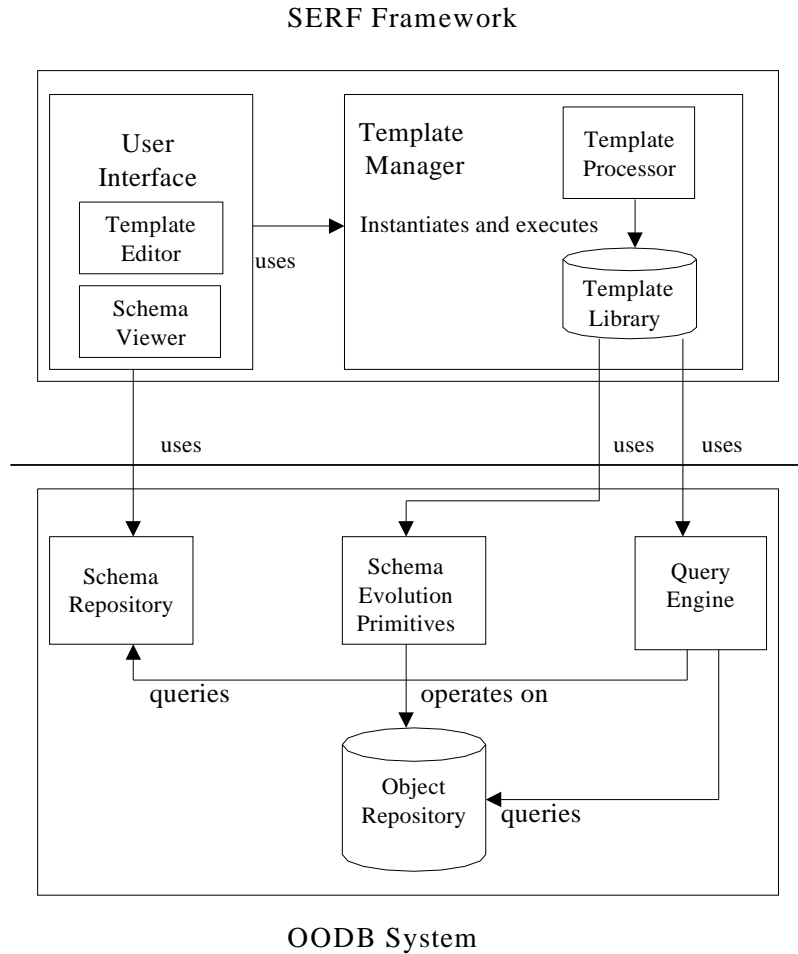 SERF Framework
User
Interface
Template
Editor
Schema
Viewer
uses
Template
Manager
Template
Processor
Instantiates and executes
Template
Library
uses
uses
uses
Schema
Repository
Schema
Evolution
Primitives
Query
Engine
queries
operates on
Object
Repository
queries
OODB System